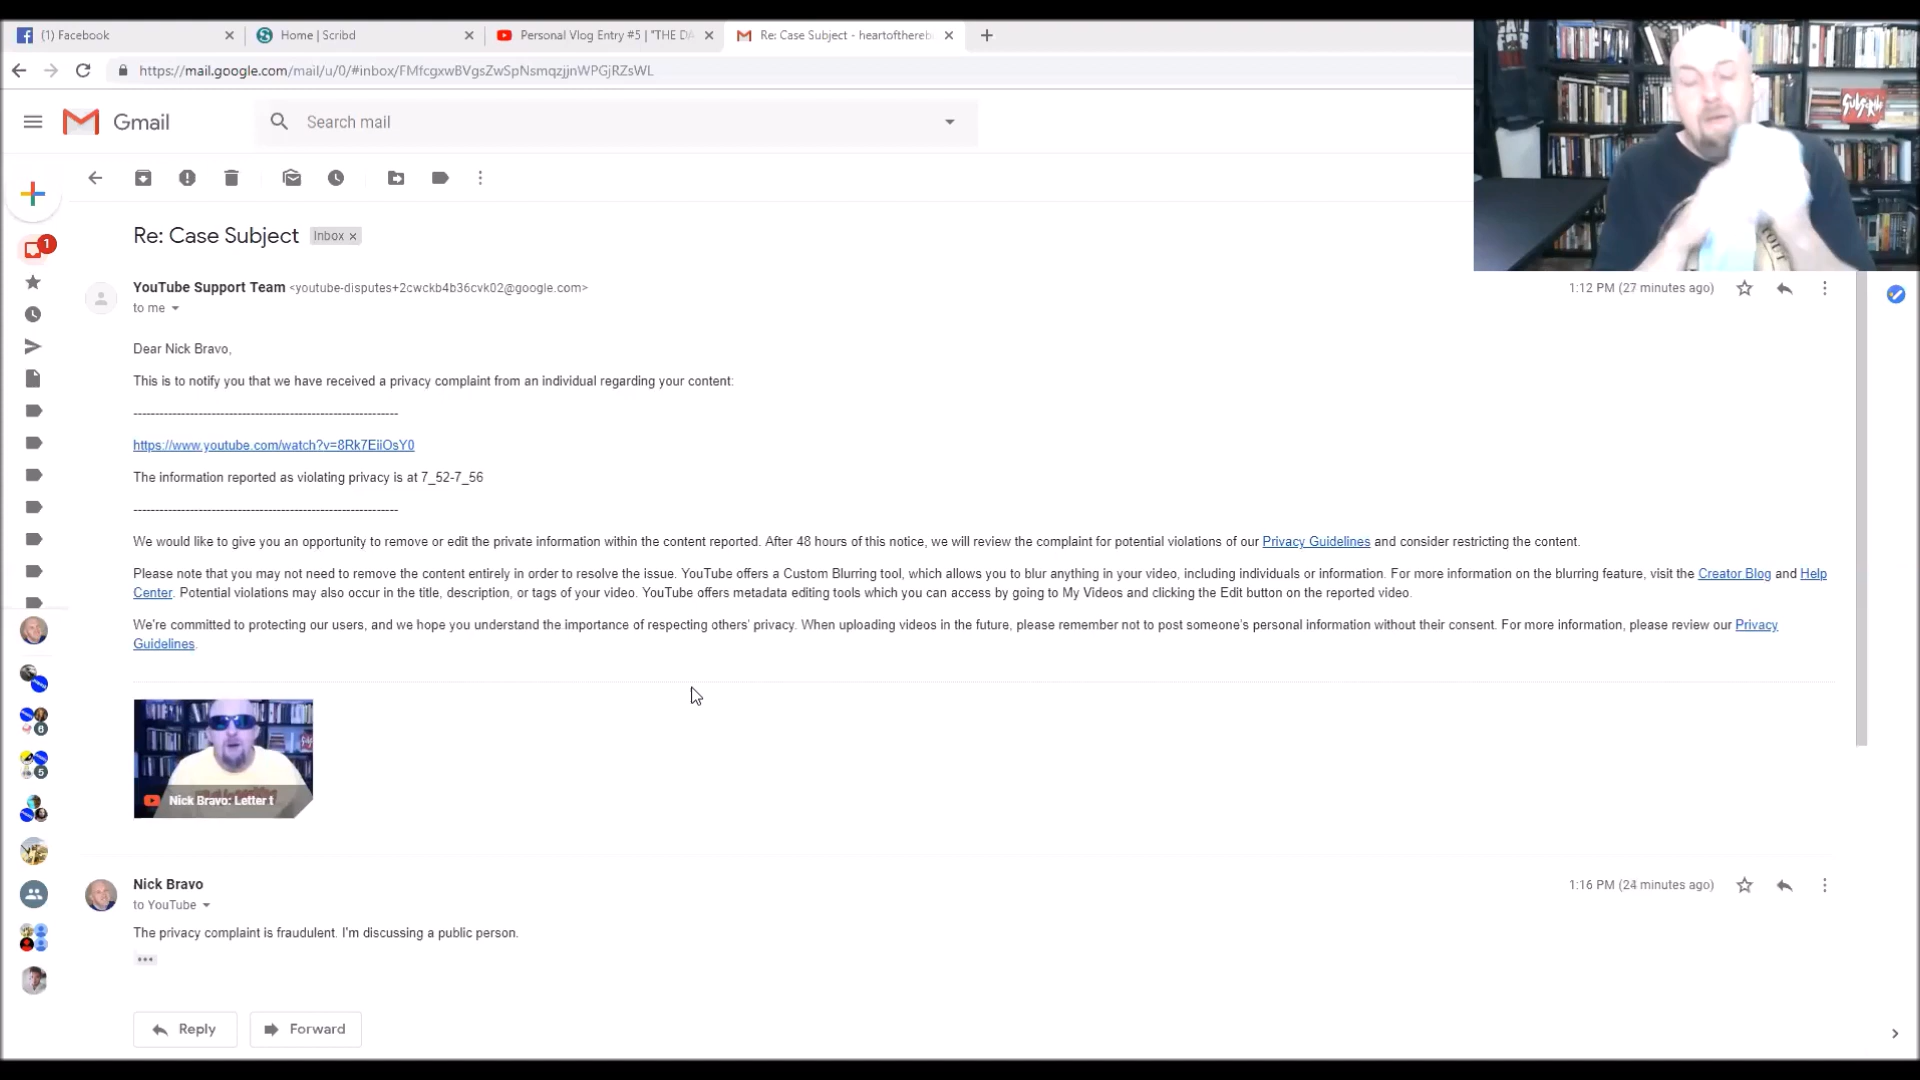 (1) Facebook
Home | Scribd
Personal Vlog Entry #5 | "THE DA
Re: Case Subject - heartofthereb
https://mail.google.com/mail/u/0/#inbox/FMfcgxwBVgsZwSpNsmqzjjnWPGjRZsWL
Gmail
Search mail
1
Re: Case Subject
Inbox x
YouTube Support Team <youtube-disputes+2cwckb4b36cvk02@google.com>
1:12 PM (27 minutes ago)
to me
Dear Nick Bravo,
This is to notify you that we have received a privacy complaint from an individual regarding your content:
------------------------------------------------------------------
https://www.youtube.com/watch?v=8Rk7EiiOsY0
The information reported as violating privacy is at 7_52-7_56
------------------------------------------------------------------
We would like to give you an opportunity to remove or edit the private information within the content reported. After 48 hours of this notice, we will review the complaint for potential violations of our Privacy Guidelines and consider restricting the content.
Please note that you may not need to remove the content entirely in order to resolve the issue. YouTube offers a Custom Blurring tool, which allows you to blur anything in your video, including individuals or information. For more information on the blurring feature, visit the Creator Blog and Help
Center. Potential violations may also occur in the title, description, or tags of your video. YouTube offers metadata editing tools which you can access by going to My Videos and clicking the Edit button on the reported video.
We're committed to protecting our users, and we hope you understand the importance of respecting others' privacy. When uploading videos in the future, please remember not to post someone's personal information without their consent. For more information, please review our Privacy
Guidelines.
Nick Bravo: Letter t
6
5
Nick Bravo
1:16 PM (24 minutes ago)
to YouTube
The privacy complaint is fraudulent. I'm discussing a public person.
Reply
Forward